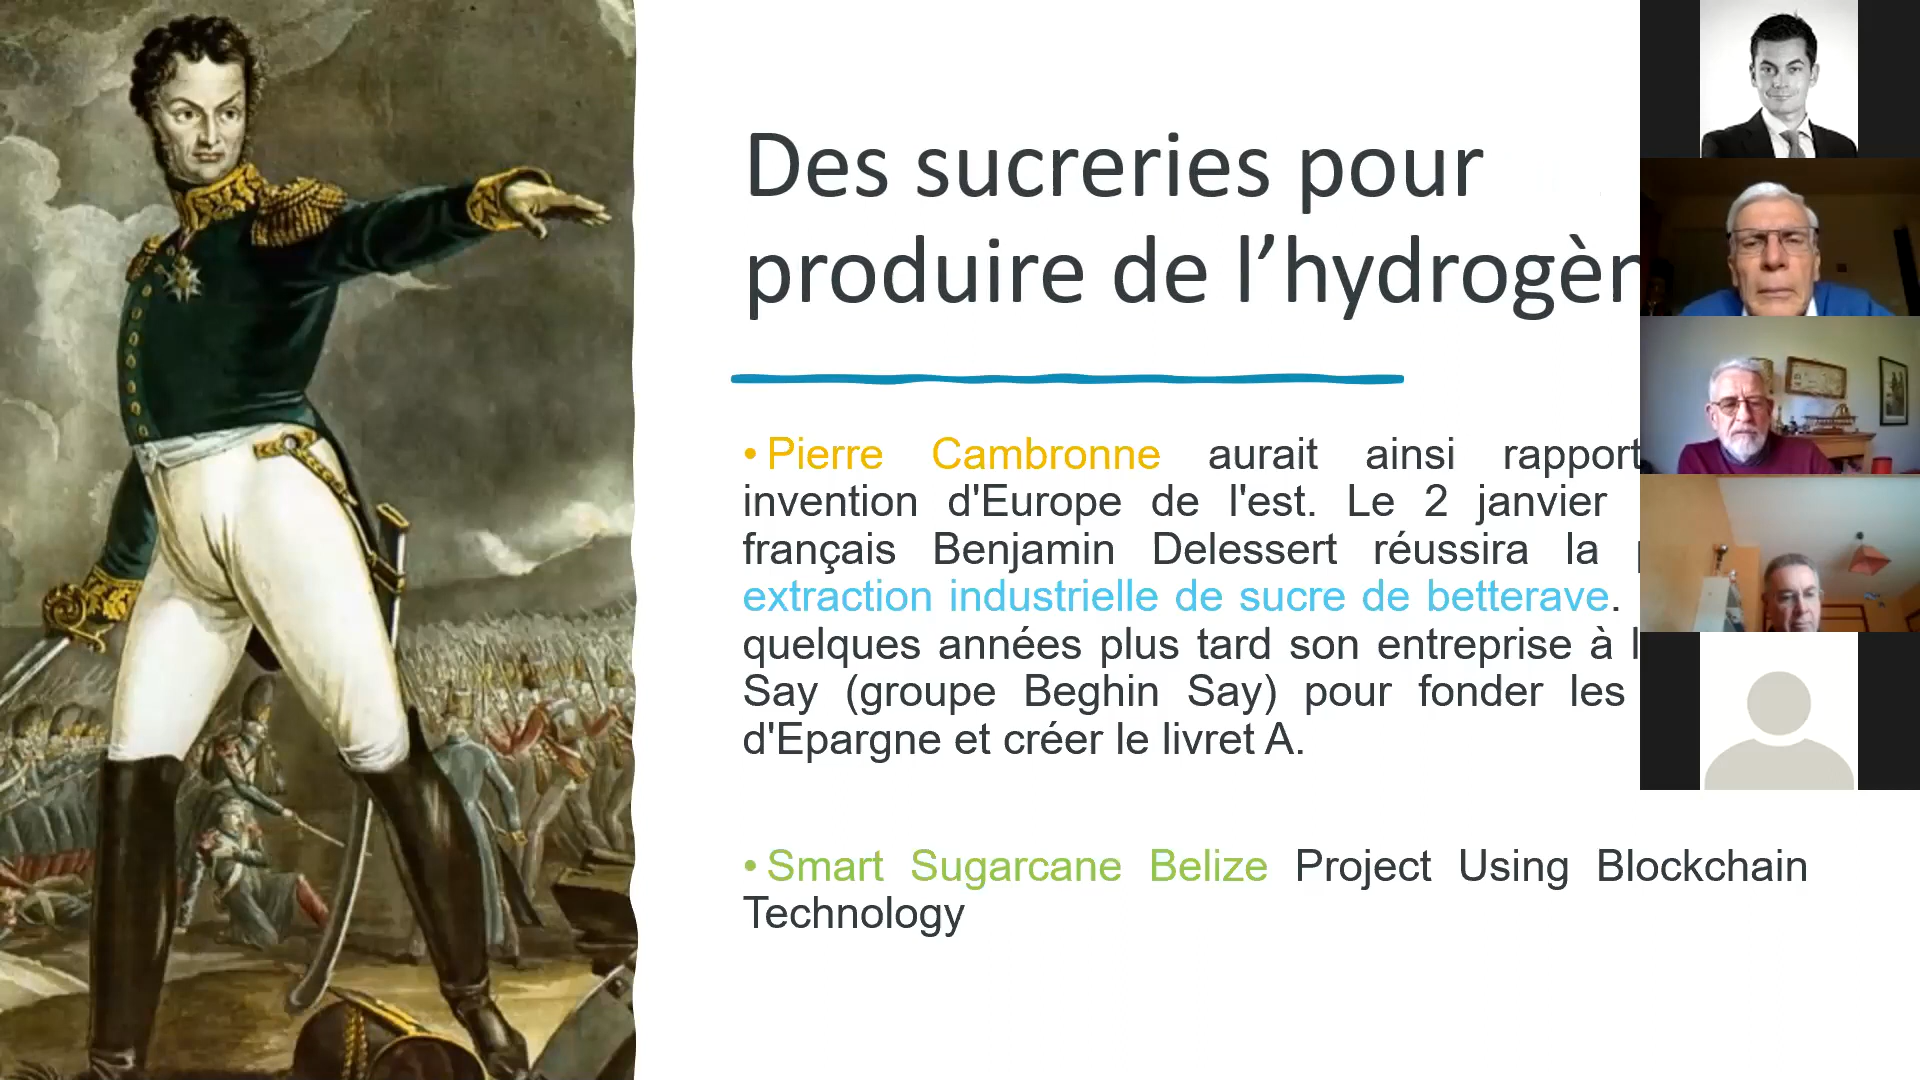 Des sucreries pour
produire de l’hydrogèn
• Pierre Cambronne aurait ainsi rapport
invention d'Europe de l'est. Le 2 janvier
français Benjamin Delessert réussira la
extraction industrielle de sucre de betterave.
quelques années plus tard son entreprise à
Say (groupe Beghin Say) pour fonder les
d'Epargne et créer le livret A.
• Smart Sugarcane Belize Project Using Blockchain
Technology